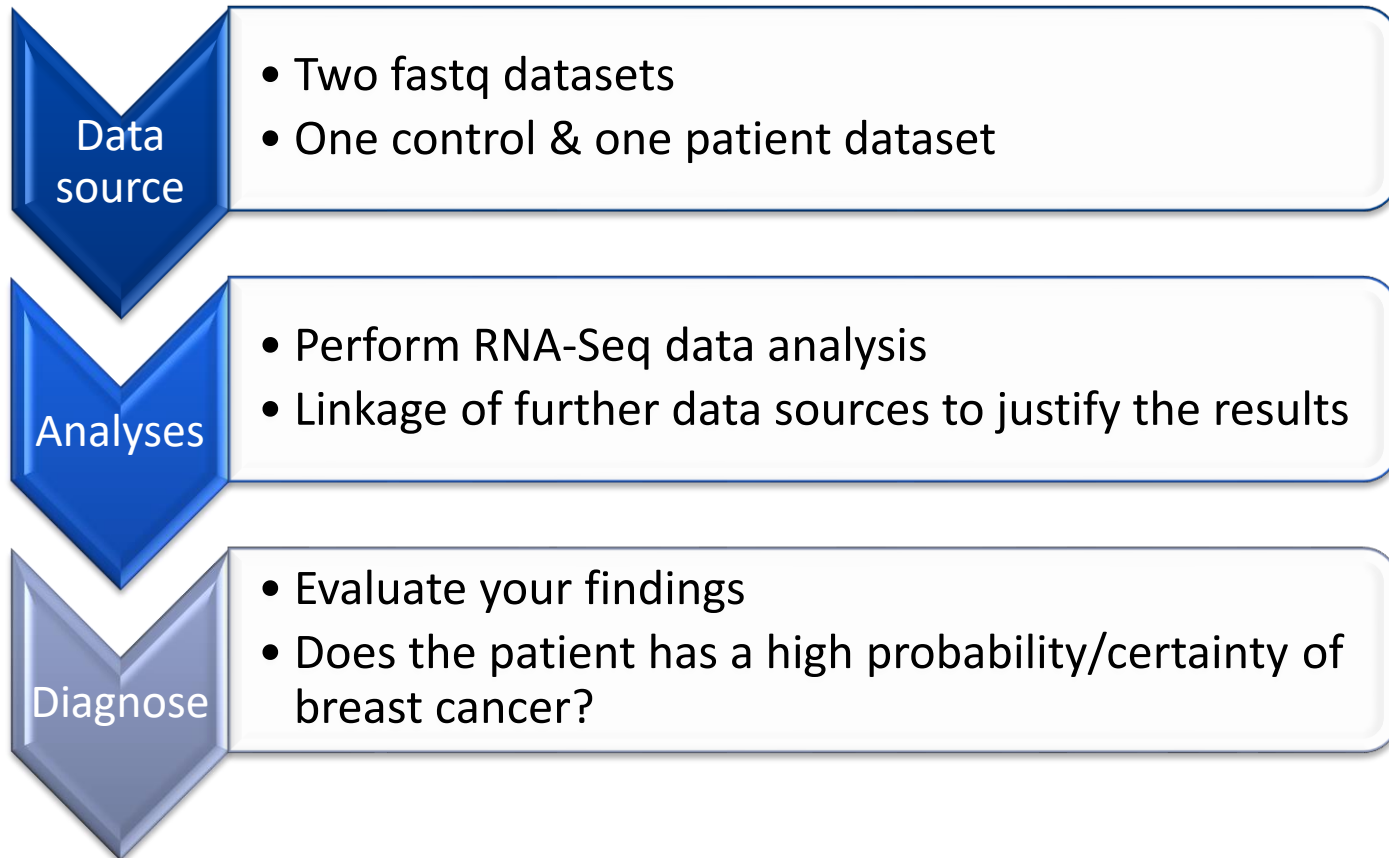 Data
source
• Two fastq datasets
• One control & one patient dataset
Analyses
• Perform RNA-Seq data analysis
• Linkage of further data sources to justify the results
Diagnose
• Evaluate your findings
• Does the patient has a high probability/certainty of
breast cancer?